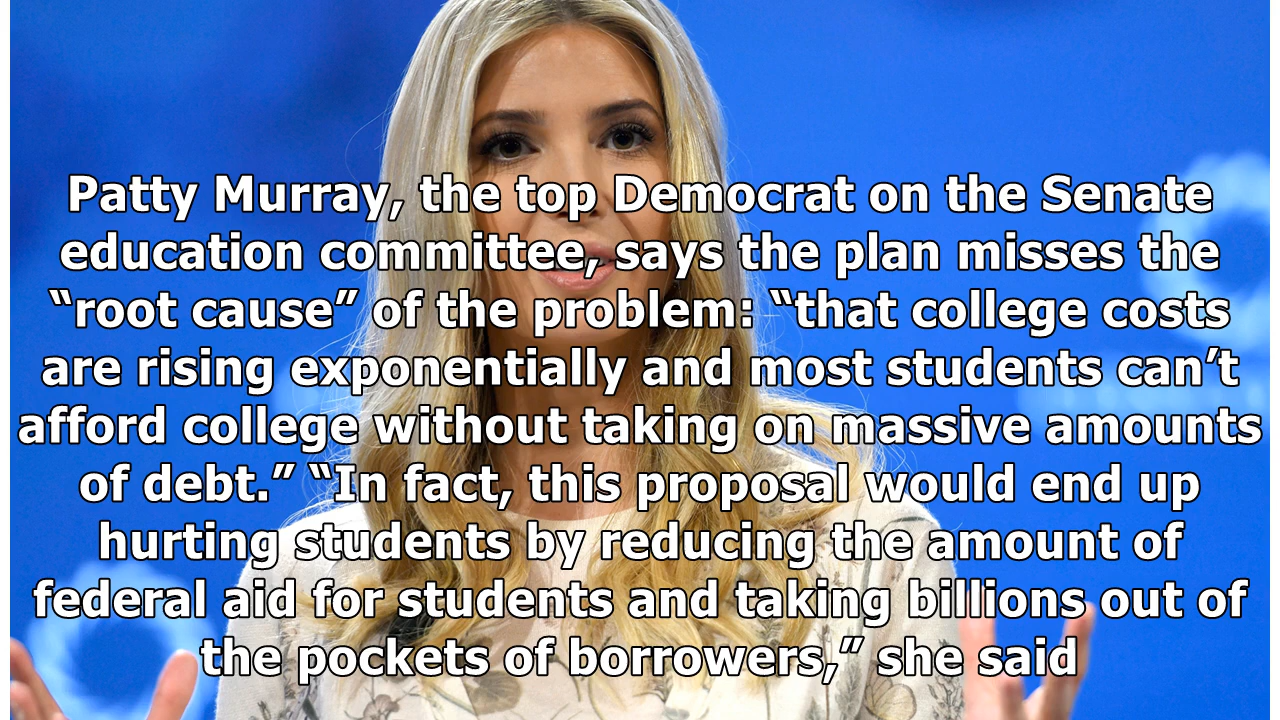 Patty Murray, the top Democrat on the Senate
education committee, says the plan misses the
“root cause” of the problem: “that college costs
are rising exponentially and most students can’t
afford college without taking on massive amounts
of debt.” “In fact, this proposal would end up
hurting students by reducing the amount of
federal aid for students and taking billions out of
the pockets of borrowers,” she said